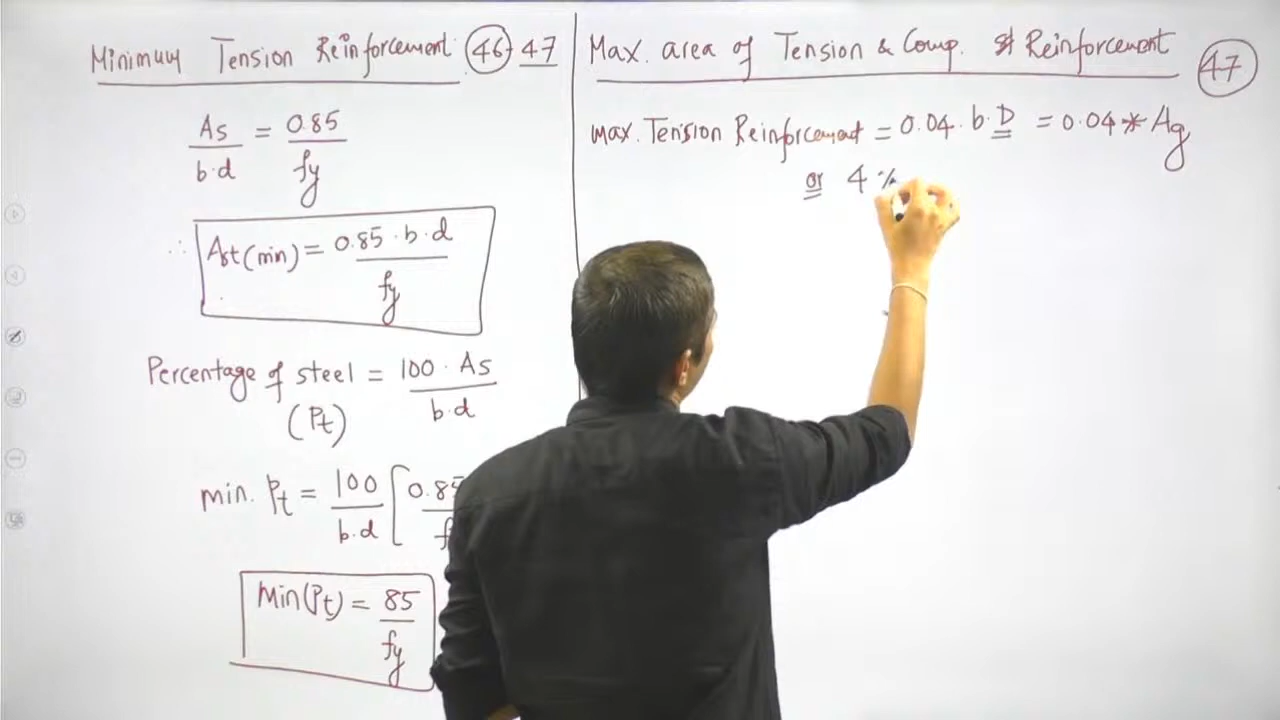 Minimum Tension Reinforcement 46-47
As / b.d = 0.85 / fy
∴ Ast(min) = 0.85 . b . d / fy
Percentage of steel = 100 . As / b.d
(Pt)
min. Pt = 100 / b.d [ 0.85
Min(Pt) = 85 / fy
Max. area of Tension & Comp. Reinforcement 47
Max. Tension Reinforcement = 0.04 . b . D = 0.04 * Ag
or 4 %